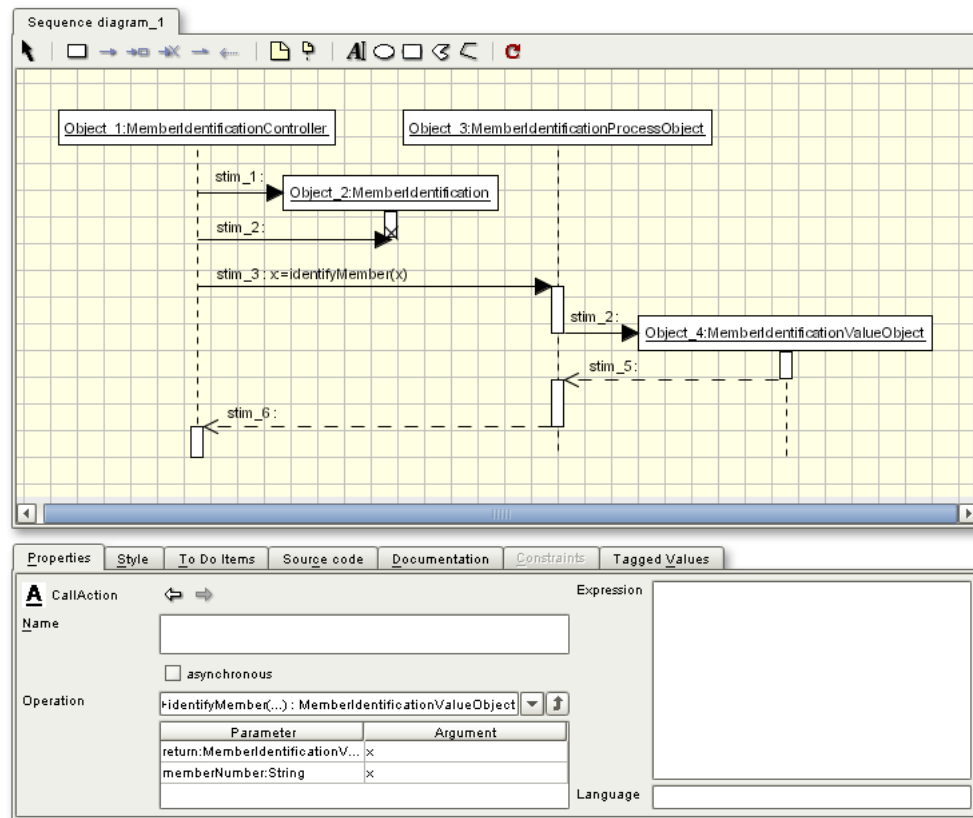 Sequence diagram_1
A
C
Object_1:MemberIdentificationController
Object_3:MemberIdentificationProcessObject
stim_1:
Object_2:MemberIdentification
stim_2:
stim_3 : x=identifyMember(x)
stim_2:
Object_4:MemberIdentificationValueObject
stim_5:
stim_6 :
Properties Style To Do Items Source code Documentation Constraints Tagged Values
A CallAction
Expression
Name
asynchronous
Operation
+identifyMember(...) : MemberIdentificationValueObject
Parameter Argument
return:MemberIdentificationV... x
memberNumber:String x
Language